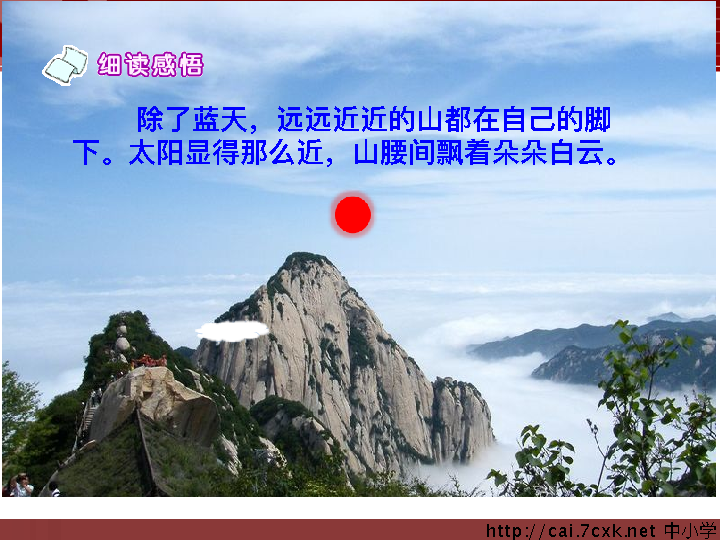 细读感悟
除了蓝天，远远近近的山都在自己的脚
下。太阳显得那么近，山腰间飘着朵朵白云。
http://cai.7cxk.net 中小学